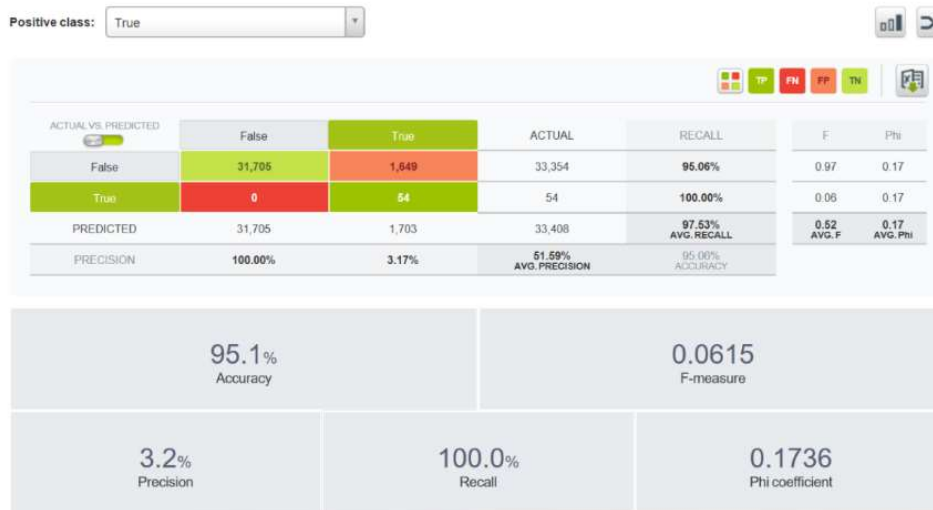 Positive class: True
TP FN FP TN
ACTUAL VS. PREDICTED False True ACTUAL RECALL F Phi
False 31,705 1,649 33,354 95.06% 0.97 0.17
True 0 54 54 100.00% 0.06 0.17
PREDICTED 31,705 1,703 33,408 97.53% AVG. RECALL 0.52 AVG. F 0.17 AVG. Phi
PRECISION 100.00% 3.17% 51.59% AVG. PRECISION 95.06% ACCURACY
95.1%
Accuracy
0.0615
F-measure
3.2%
Precision
100.0%
Recall
0.1736
Phi coefficient